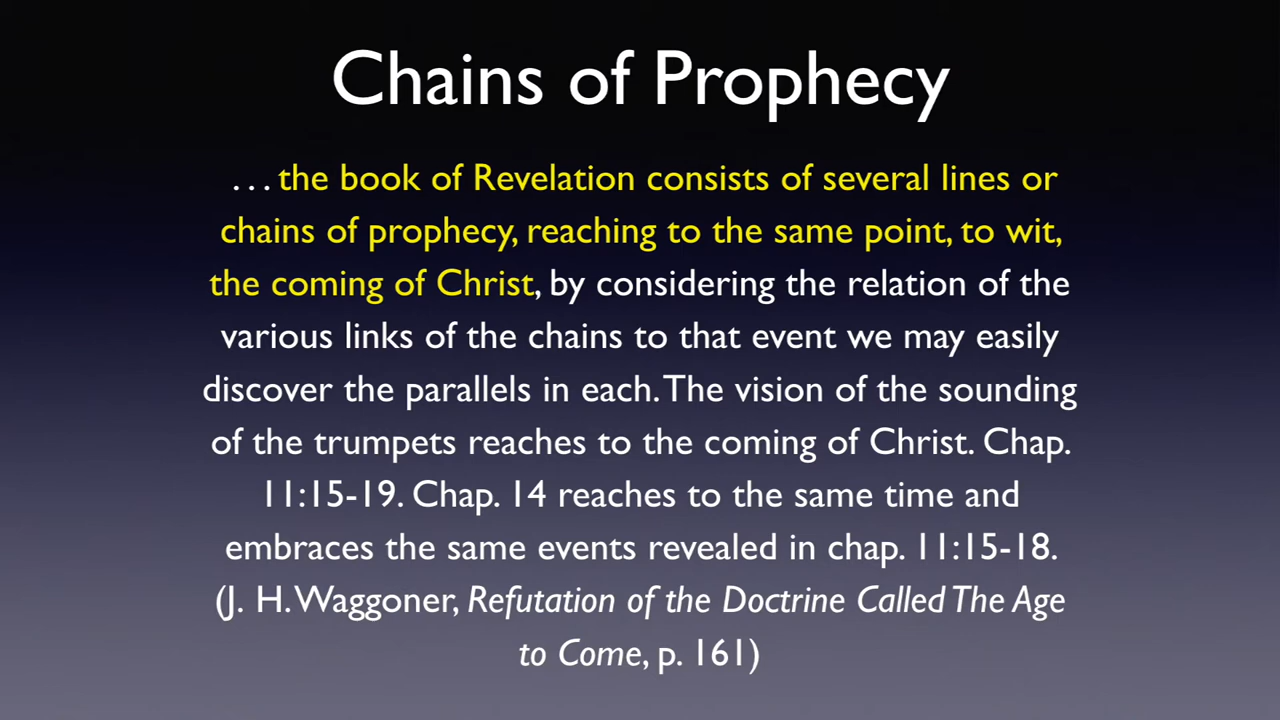 Chains of Prophecy
. . . the book of Revelation consists of several lines or
chains of prophecy, reaching to the same point, to wit,
the coming of Christ, by considering the relation of the
various links of the chains to that event we may easily
discover the parallels in each. The vision of the sounding
of the trumpets reaches to the coming of Christ. Chap.
11:15-19. Chap. 14 reaches to the same time and
embraces the same events revealed in chap. 11:15-18.
(J. H. Waggoner, Refutation of the Doctrine Called The Age
to Come, p. 161)